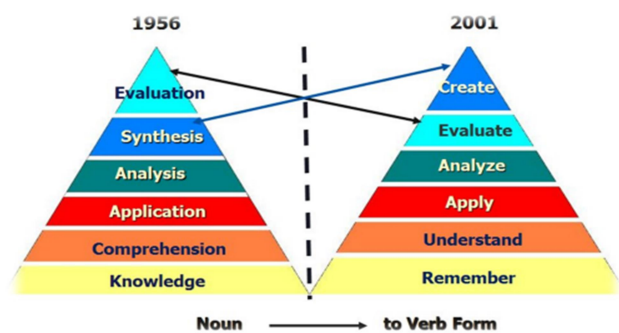 1956
Evaluation
Synthesis
Analysis
Application
Comprehension
Knowledge
2001
Create
Evaluate
Analyze
Apply
Understand
Remember
Noun to Verb Form